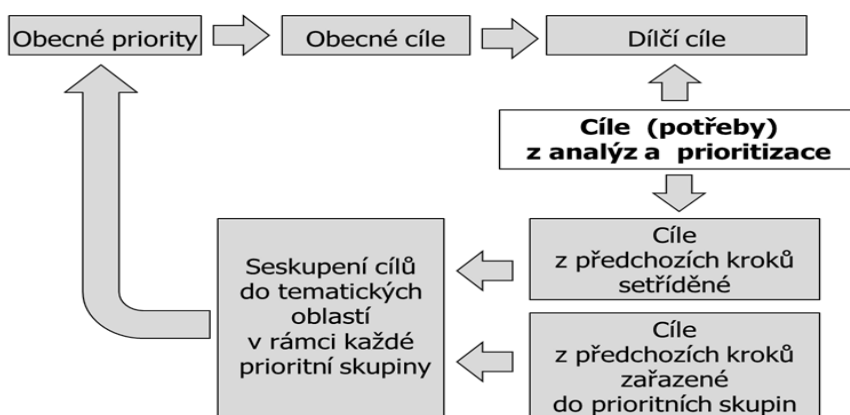 Obecné priority
Obecné cíle
Dílčí cíle
Cíle (potřeby)
z analýz a prioritizace
Cíle
z předchozích kroků
setříděné
Seskupení cílů
do tematických
oblastí
v rámci každé
prioritní skupiny
Cíle
z předchozích kroků
zařazené
do prioritních skupin